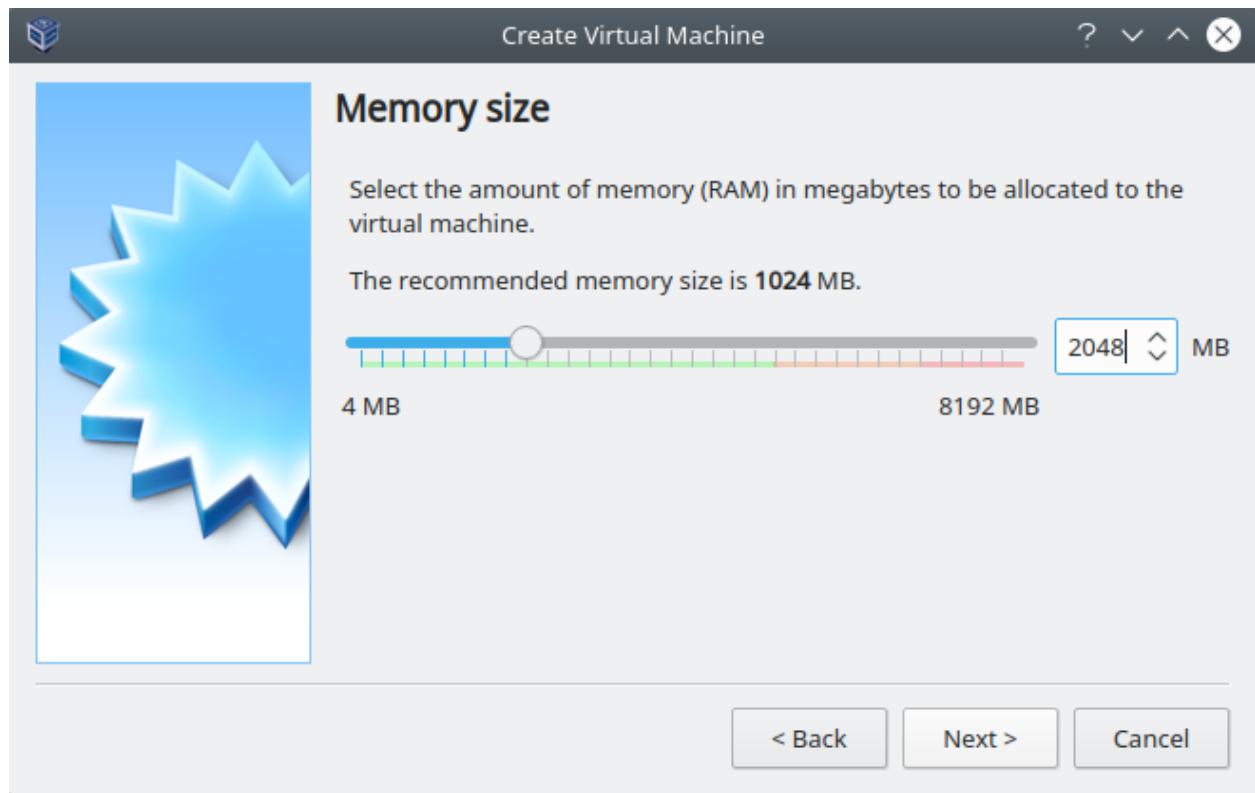 Create Virtual Machine
Memory size
Select the amount of memory (RAM) in megabytes to be allocated to the
virtual machine.
The recommended memory size is 1024 MB.
2048 MB
4 MB 8192 MB
< Back Next > Cancel